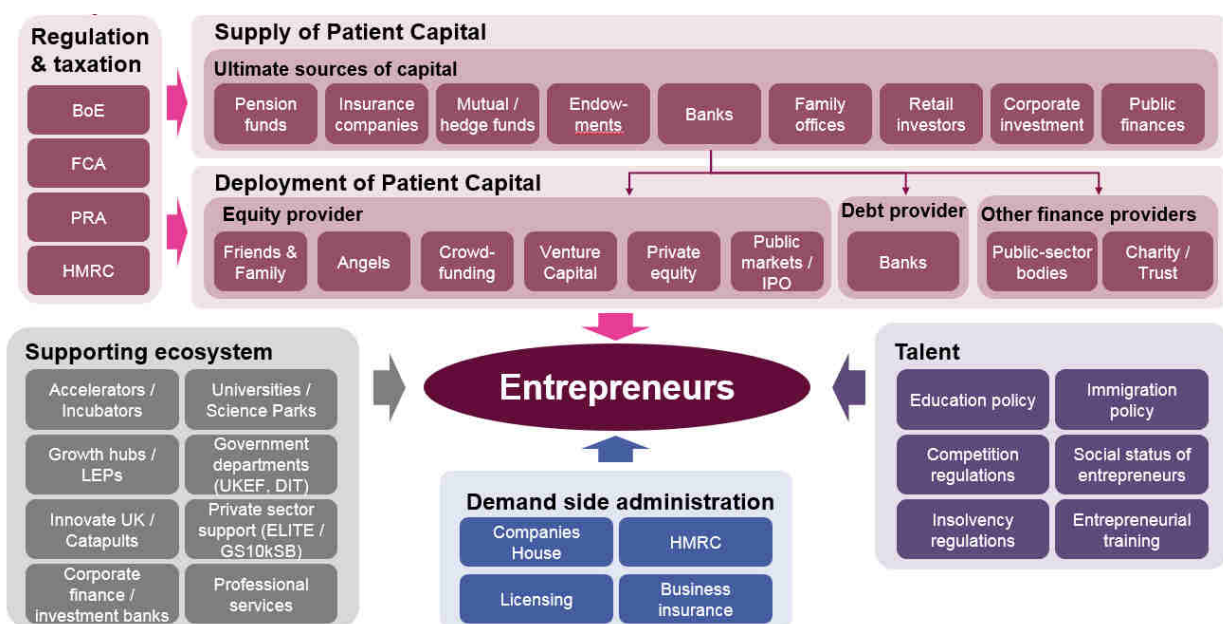 Regulation
& taxation
BoE
FCA
PRA
HMRC
Supply of Patient Capital
Ultimate sources of capital
Pension
funds
Insurance
companies
Mutual /
hedge funds
Endow-
ments
Banks
Family
offices
Retail
investors
Corporate
investment
Public
finances
Deployment of Patient Capital
Equity provider
Friends &
Family
Angels
Crowd-
funding
Venture
Capital
Private
equity
Public
markets /
IPO
Debt provider
Banks
Other finance providers
Public-sector
bodies
Charity /
Trust
Supporting ecosystem
Accelerators /
Incubators
Universities /
Science Parks
Growth hubs /
LEPs
Government
departments
(UKEF, DIT)
Innovate UK /
Catapults
Private sector
support (ELITE /
GS10kSB)
Corporate
finance /
investment banks
Professional
services
Entrepreneurs
Demand side administration
Companies
House
HMRC
Licensing
Business
insurance
Talent
Education policy
Immigration
policy
Competition
regulations
Social status of
entrepreneurs
Insolvency
regulations
Entrepreneurial
training